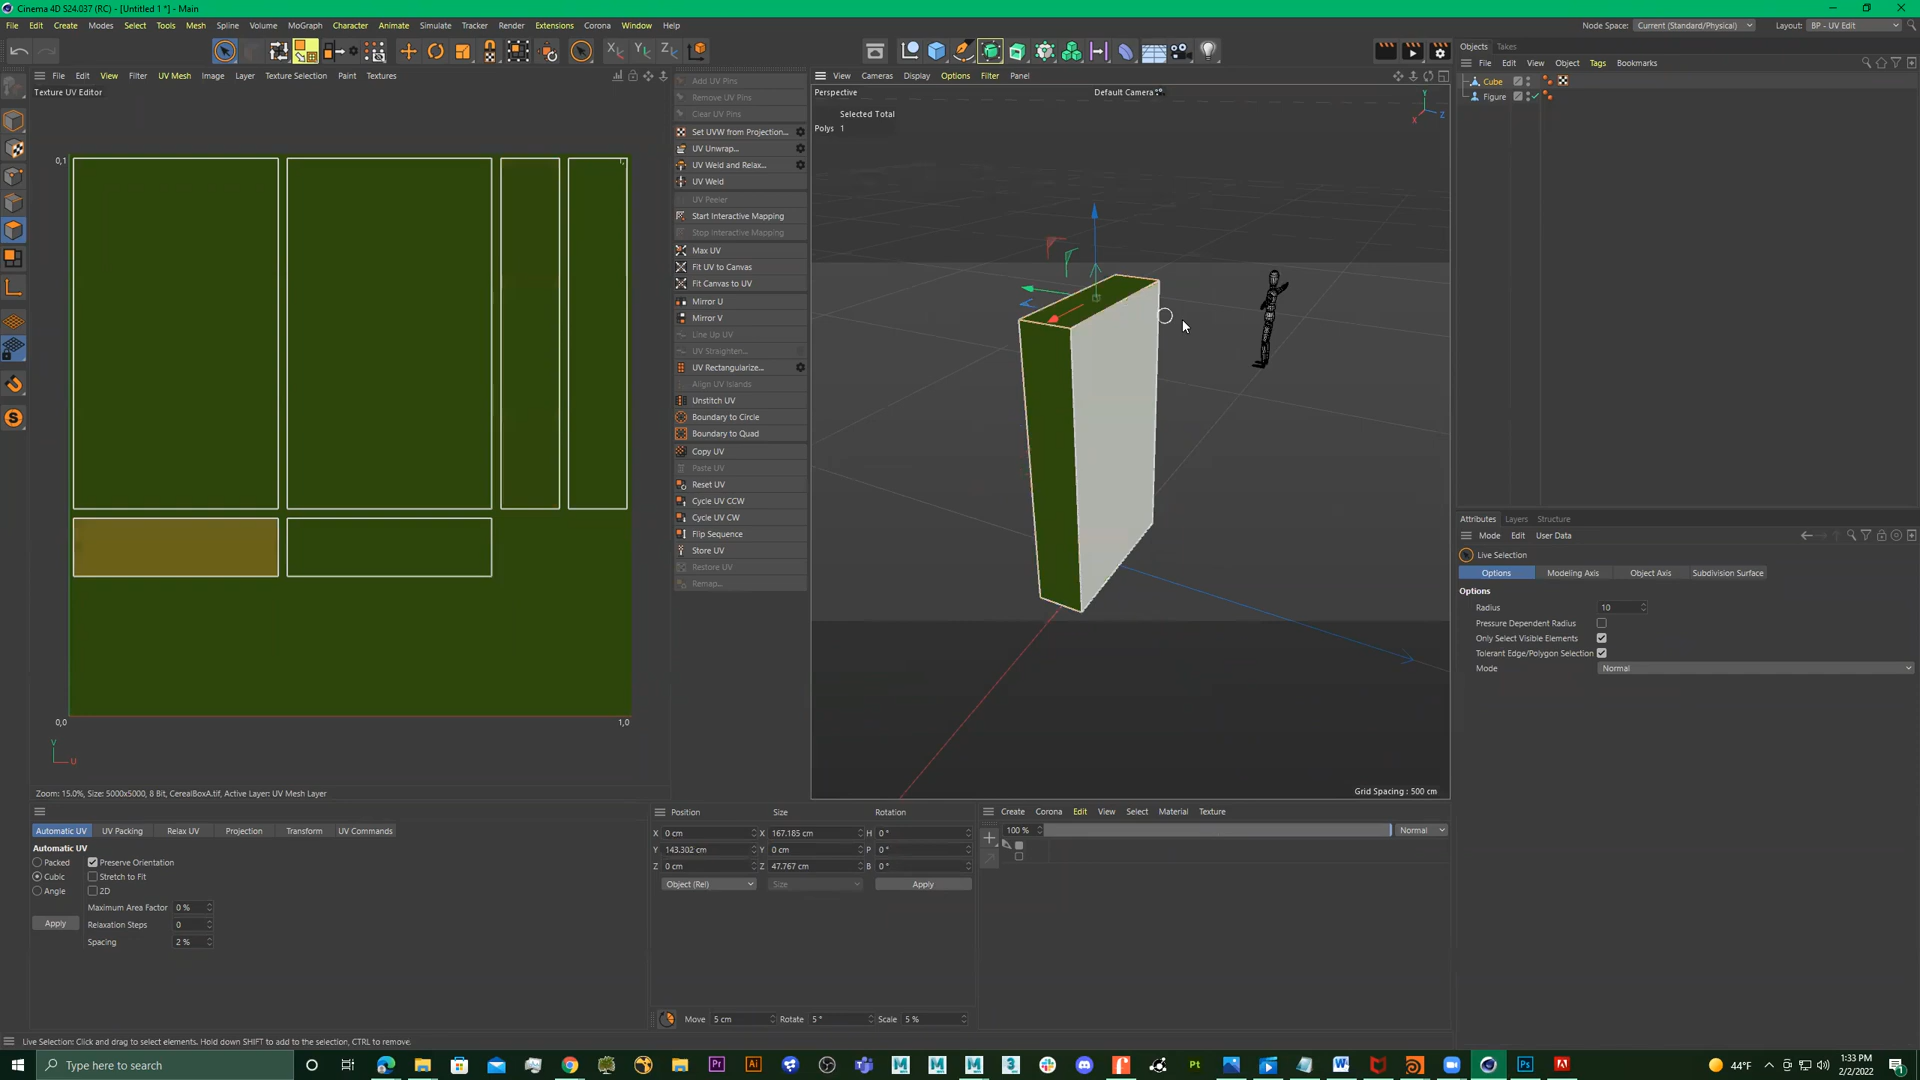 Cinema 4D S24.037 (RC) - [Untitled 1 *] - Main
File Edit Create Modes Select Tools Mesh Spline Volume MoGraph Character Animate Simulate Tracker Render Extensions Corona Window Help
Node Space: Current (Standard/Physical) Layout: BP - UV Edit
File Edit View Filter UV Mesh Image Layer Texture Selection Paint Textures
Texture UV Editor
0,1
0,0
1,0
V
U
Zoom: 15.0%, Size: 5000x5000, 8 Bit, CerealBoxA.tif, Active Layer: UV Mesh Layer
Add UV Pins
Remove UV Pins
Clear UV Pins
Set UVW from Projection...
UV Unwrap...
UV Weld and Relax...
UV Weld
UV Peeler
Start Interactive Mapping
Stop Interactive Mapping
Max UV
Fit UV to Canvas
Fit Canvas to UV
Mirror U
Mirror V
Line Up UV
UV Straighten...
UV Rectangularize...
Align UV Islands
Unstitch UV
Boundary to Circle
Boundary to Quad
Copy UV
Paste UV
Reset UV
Cycle UV CCW
Cycle UV CW
Flip Sequence
Store UV
Restore UV
Remap...
View Cameras Display Options Filter Panel
Perspective
Default Camera
Selected Total
Polys 1
Y
X
Z
Grid Spacing : 500 cm
Objects Takes
File Edit View Object Tags Bookmarks
Cube
Figure
Attributes Layers Structure
Mode Edit User Data
Live Selection
Options Modeling Axis Object Axis Subdivision Surface
Options
Radius 10
Pressure Dependent Radius
Only Select Visible Elements
Tolerant Edge/Polygon Selection
Mode Normal
Automatic UV UV Packing Relax UV Projection Transform UV Commands
Automatic UV
Packed Preserve Orientation
Cubic Stretch to Fit
Angle 2D
Maximum Area Factor 0 %
Apply Relaxation Steps 0
Spacing 2 %
Position Size Rotation
X 0 cm X 167.185 cm H 0 °
Y 143.302 cm Y 0 cm P 0 °
Z 0 cm Z 47.767 cm B 0 °
Object (Rel) Size Apply
Move 5 cm Rotate 5 ° Scale 5 %
Create Corona Edit View Select Material Texture
100 % Normal
Live Selection: Click and drag to select elements. Hold down SHIFT to add to the selection, CTRL to remove.
Type here to search
44°F
1:33 PM
2/2/2022